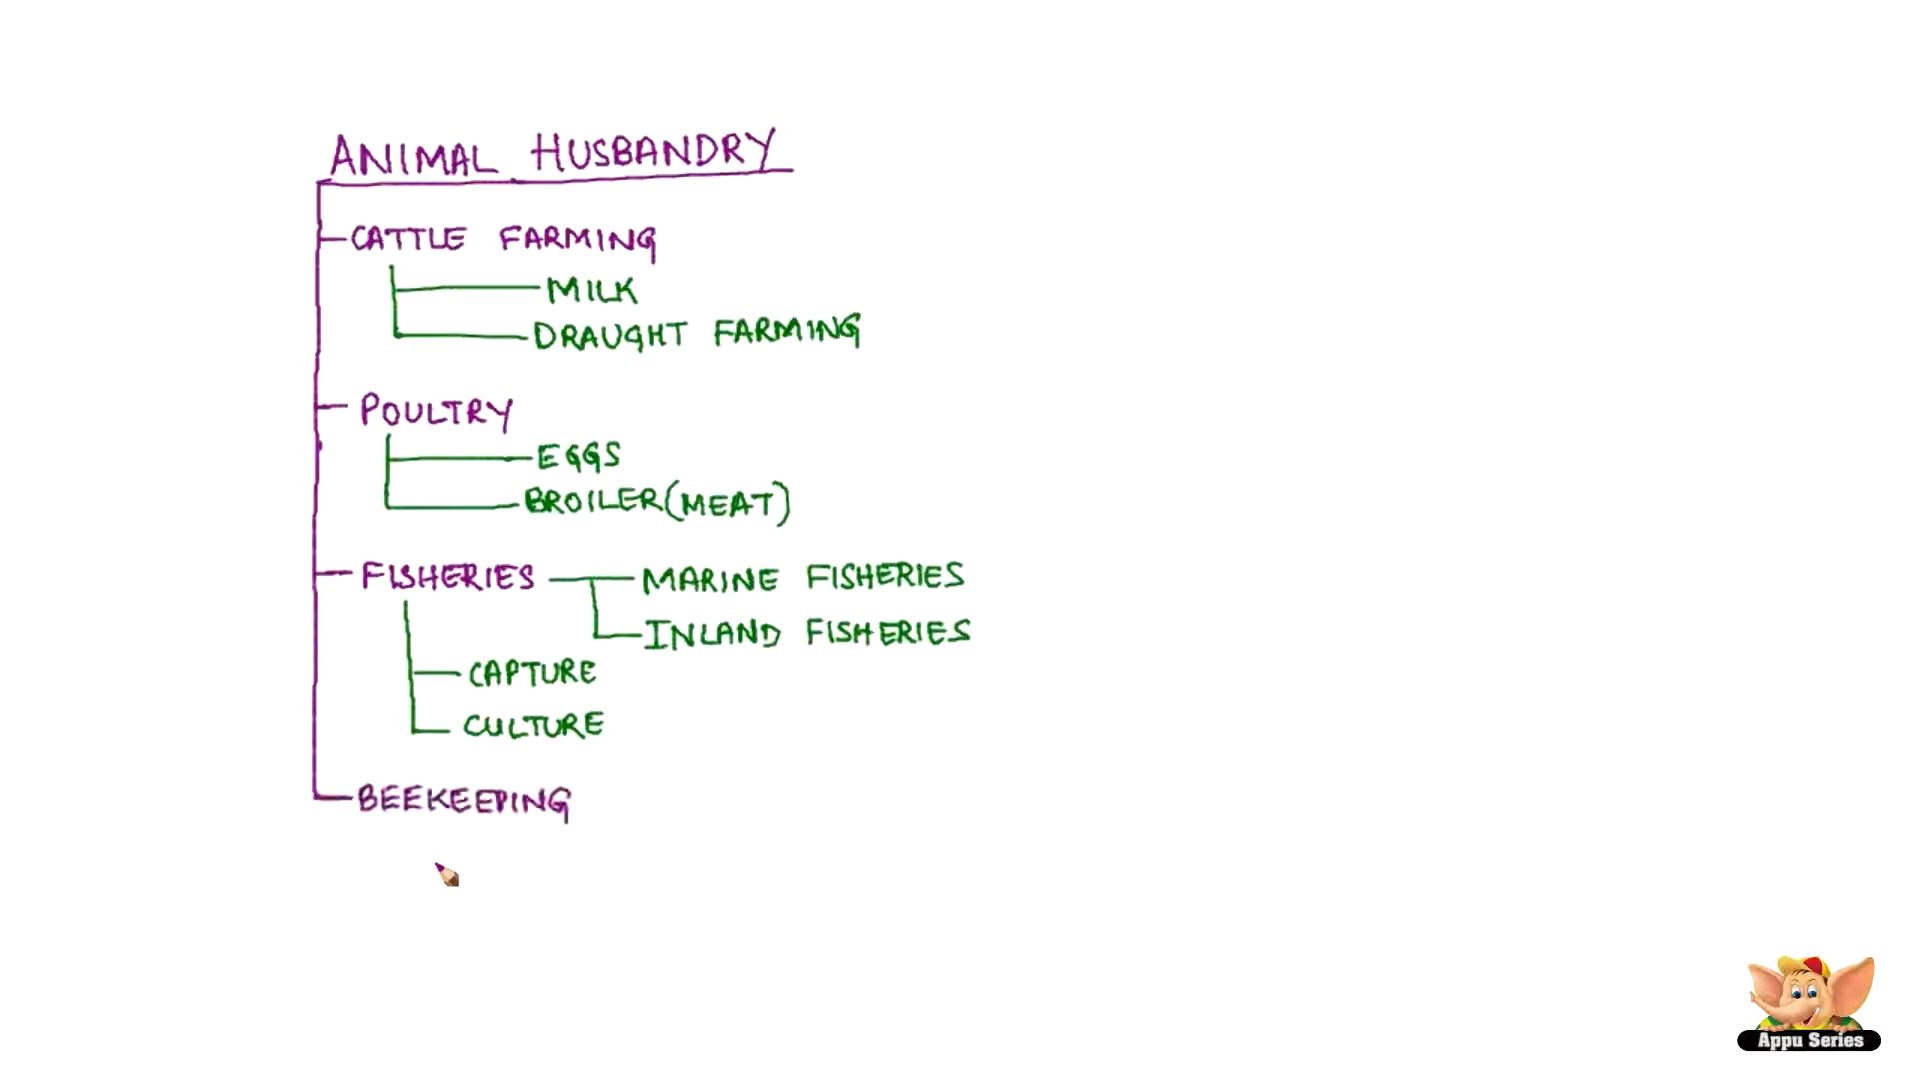 ANIMAL HUSBANDRY
CATTLE FARMING
MILK
DRAUGHT FARMING
POULTRY
EGGS
BROILER (MEAT)
FISHERIES MARINE FISHERIES
INLAND FISHERIES
CAPTURE
CULTURE
BEEKEEPING
Appu Series